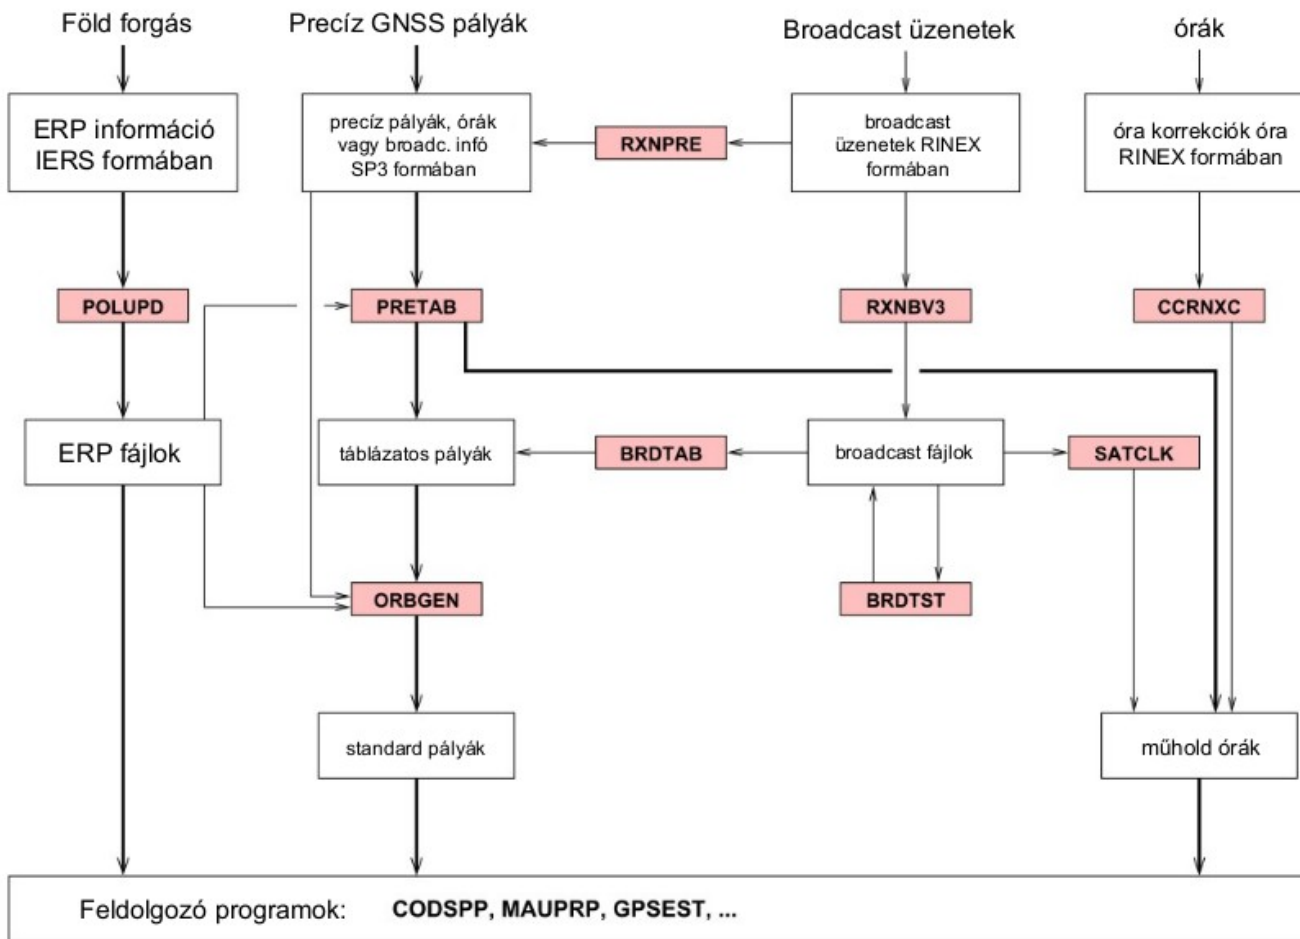 Föld forgás
Precíz GNSS pályák
Broadcast üzenetek
órák
ERP információ
IERS formában
precíz pályák, órák
vagy broadc. infó
SP3 formában
RXNPRE
broadcast
üzenetek RINEX
formában
óra korrekciók óra
RINEX formában
POLUPD
PRETAB
RXNBV3
CCRNXC
ERP fájlok
táblázatos pályák
BRDTAB
broadcast fájlok
SATCLK
ORBGEN
BRDTST
standard pályák
műhold órák
Feldolgozó programok: CODSPP, MAUPRP, GPSEST, ...